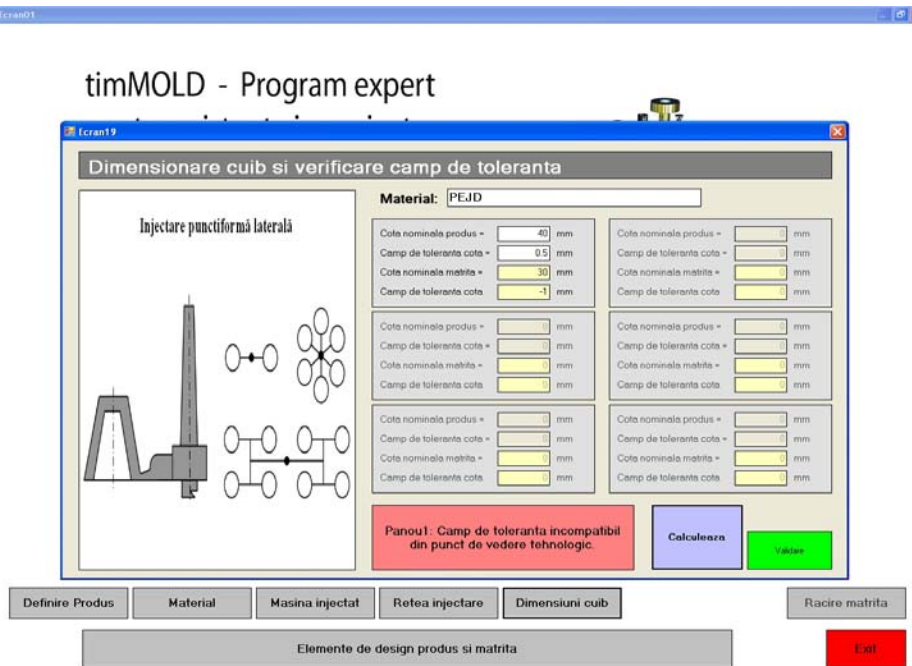 Ecran01
timMOLD - Program expert
Ecran19
Dimensionare cuib si verificare camp de toleranta
Injectare punctiformă laterală
Material: PEJD
Cota nominala produs = 40 mm
Camp de toleranta cota = 0.5 mm
Cota nominala matrita = 30 mm
Camp de toleranta cota -1 mm
Cota nominala produs = 0 mm
Camp de toleranta cota = 0 mm
Cota nominala matrita = 0 mm
Camp de toleranta cota 0 mm
Cota nominala produs = 0 mm
Camp de toleranta cota = 0 mm
Cota nominala matrita = 0 mm
Camp de toleranta cota 0 mm
Cota nominala produs = 0 mm
Camp de toleranta cota = 0 mm
Cota nominala matrita = 0 mm
Camp de toleranta cota 0 mm
Cota nominala produs = 0 mm
Camp de toleranta cota = 0 mm
Cota nominala matrita = 0 mm
Camp de toleranta cota 0 mm
Cota nominala produs = 0 mm
Camp de toleranta cota = 0 mm
Cota nominala matrita = 0 mm
Camp de toleranta cota 0 mm
Panou1: Camp de toleranta incompatibil
din punct de vedere tehnologic.
Calculeaza
Validare
Definire Produs
Material
Masina injectat
Retea injectare
Dimensiuni cuib
Racire matrita
Elemente de design produs si matrita
Exit